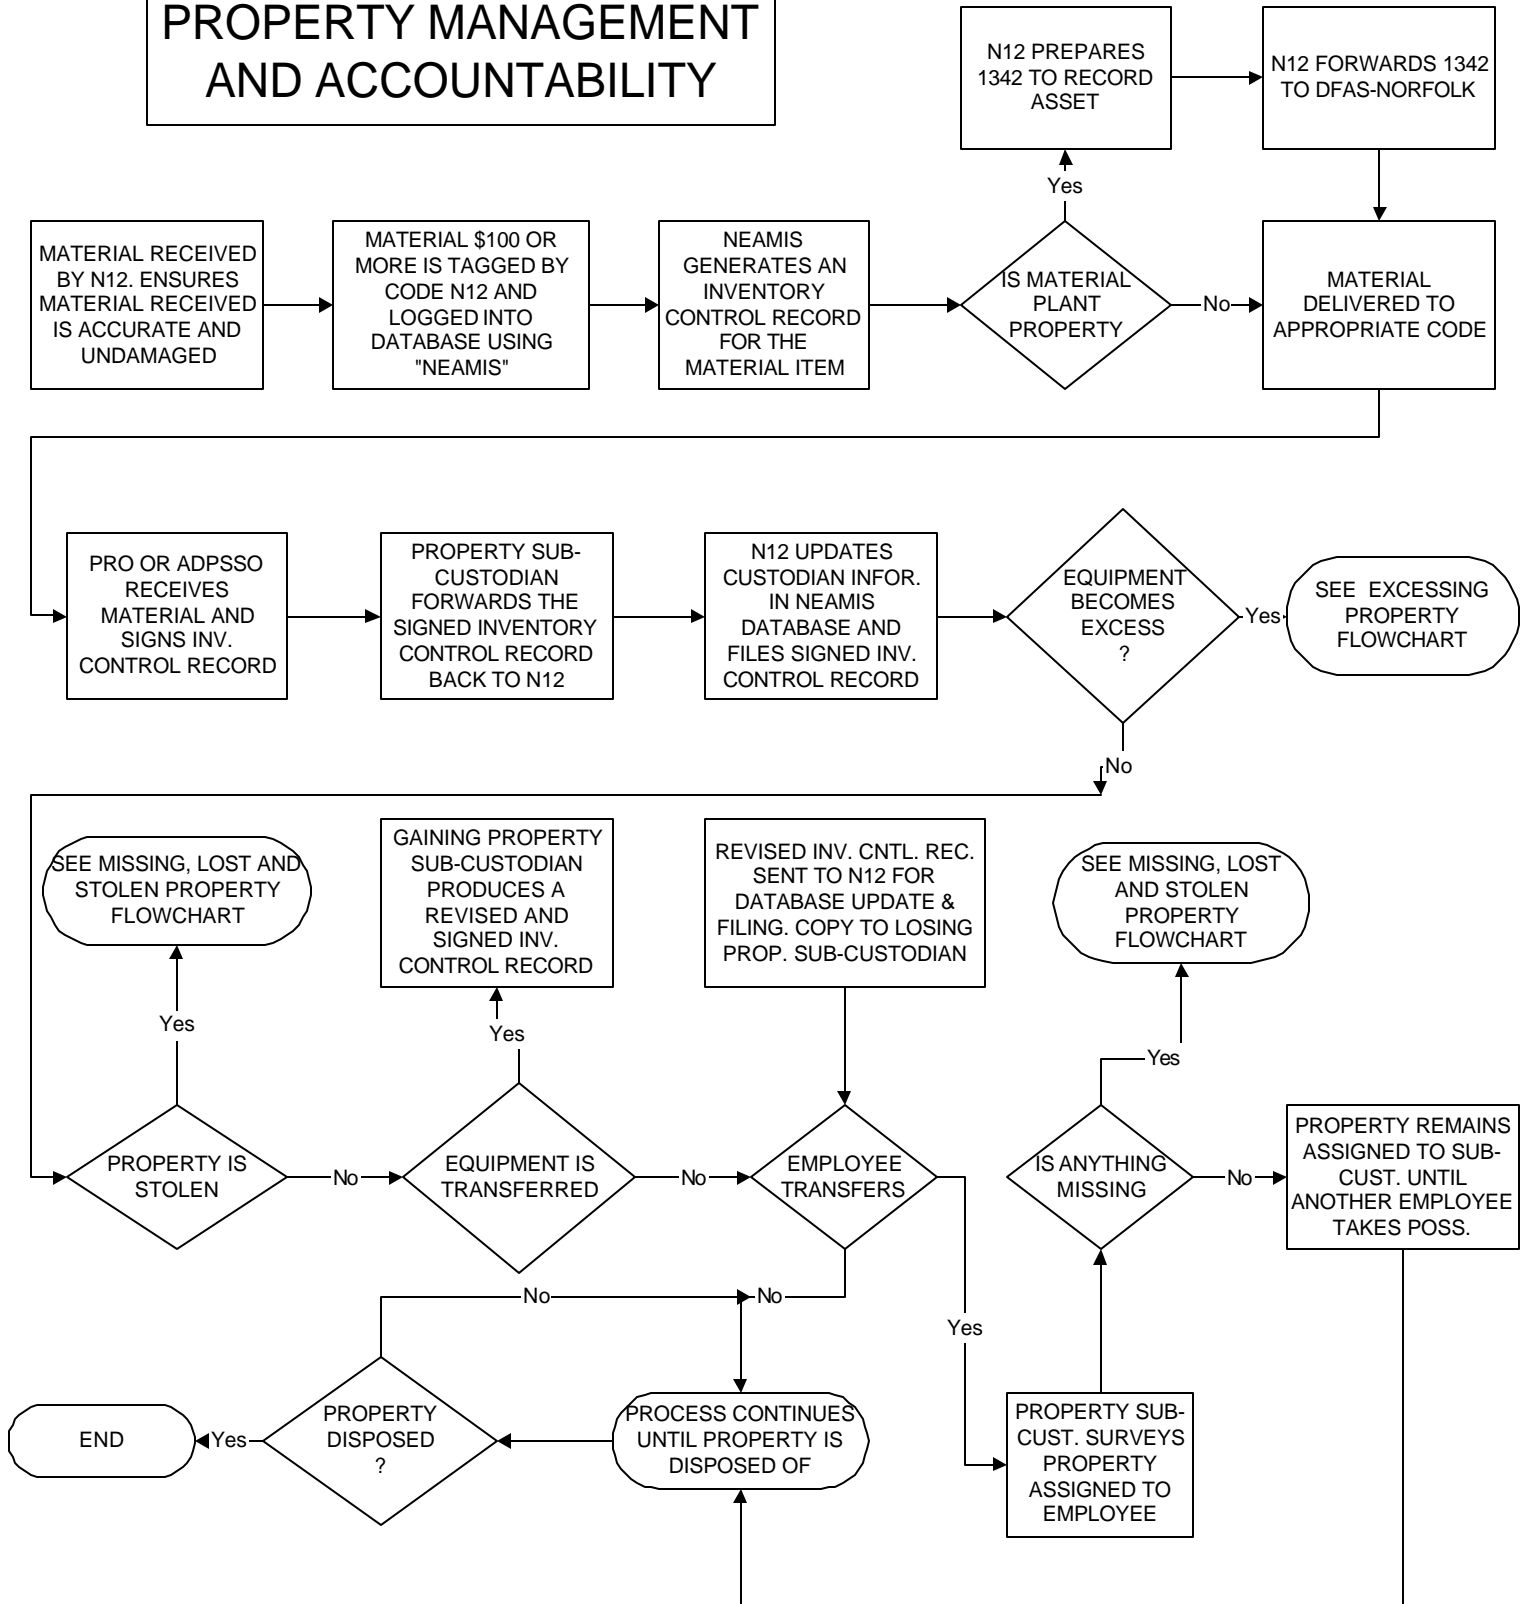 PROPERTY MANAGEMENT
AND ACCOUNTABILITY
N12 PREPARES
1342 TO RECORD
ASSET
N12 FORWARDS 1342
TO DFAS-NORFOLK
Yes
MATERIAL RECEIVED
BY N12. ENSURES
MATERIAL RECEIVED
IS ACCURATE AND
UNDAMAGED
MATERIAL $100 OR
MORE IS TAGGED BY
CODE N12 AND
LOGGED INTO
DATABASE USING
"NEAMIS"
NEAMIS
GENERATES AN
INVENTORY
CONTROL RECORD
FOR THE
MATERIAL ITEM
IS MATERIAL
PLANT
PROPERTY
No
MATERIAL
DELIVERED TO
APPROPRIATE CODE
PRO OR ADPSSO
RECEIVES
MATERIAL AND
SIGNS INV.
CONTROL RECORD
PROPERTY SUB-
CUSTODIAN
FORWARDS THE
SIGNED INVENTORY
CONTROL RECORD
BACK TO N12
N12 UPDATES
CUSTODIAN INFOR.
IN NEAMIS
DATABASE AND
FILES SIGNED INV.
CONTROL RECORD
EQUIPMENT
BECOMES
EXCESS
?
Yes
SEE EXCESSING
PROPERTY
FLOWCHART
No
SEE MISSING, LOST AND
STOLEN PROPERTY
FLOWCHART
GAINING PROPERTY
SUB-CUSTODIAN
PRODUCES A
REVISED AND
SIGNED INV.
CONTROL RECORD
REVISED INV. CNTL. REC.
SENT TO N12 FOR
DATABASE UPDATE &
FILING. COPY TO LOSING
PROP. SUB-CUSTODIAN
SEE MISSING, LOST
AND STOLEN
PROPERTY
FLOWCHART
Yes
Yes
Yes
PROPERTY IS
STOLEN
No
EQUIPMENT IS
TRANSFERRED
No
EMPLOYEE
TRANSFERS
IS ANYTHING
MISSING
No
PROPERTY REMAINS
ASSIGNED TO SUB-
CUST. UNTIL
ANOTHER EMPLOYEE
TAKES POSS.
No
No
Yes
END
Yes
PROPERTY
DISPOSED
?
PROCESS CONTINUES
UNTIL PROPERTY IS
DISPOSED OF
PROPERTY SUB-
CUST. SURVEYS
PROPERTY
ASSIGNED TO
EMPLOYEE